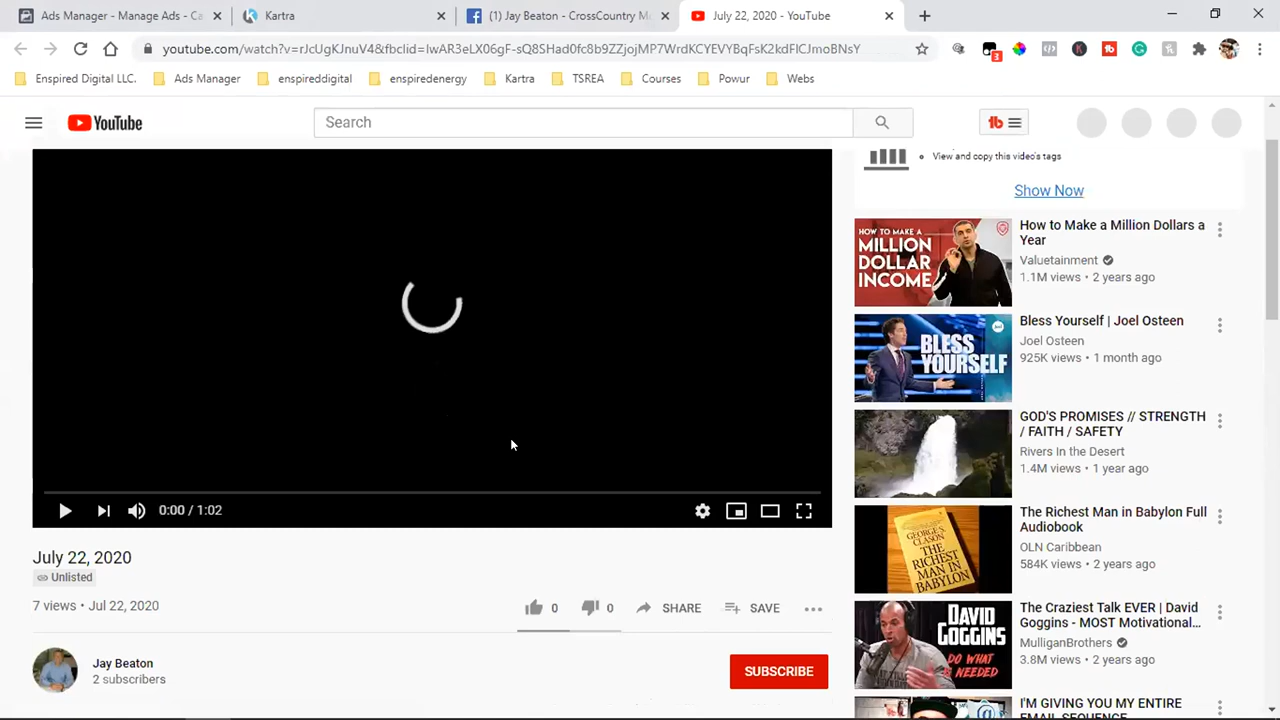 Ads Manager - Manage Ads - Ca
Kartra
(1) Jay Beaton - CrossCountry Mo
July 22, 2020 - YouTube
youtube.com/watch?v=rJcUgKJnuV4&fbclid=IwAR3eLX06gF-sQ8SHad0fc8b9ZZjojMP7WrdKCYEVYBqFsK2kdFlCJmoBNsY
3
Enspired Digital LLC.
Ads Manager
enspireddigital
enspiredenergy
Kartra
TSREA
Courses
Powur
Webs
YouTube
Search
tb
View and copy this video's tags
Show Now
HOW TO MAKE A
MILLION
DOLLAR
INCOME
How to Make a Million Dollars a
Year
Valuetainment
1.1M views • 2 years ago
BLESS
YOURSELF
Bless Yourself | Joel Osteen
Joel Osteen
925K views • 1 month ago
GOD'S PROMISES // STRENGTH
/ FAITH / SAFETY
Rivers In the Desert
1.4M views • 1 year ago
GEORGE S.
CLASON
THE
RICHEST
MAN IN
BABYLON
The Richest Man in Babylon Full
Audiobook
OLN Caribbean
584K views • 2 years ago
DAVID
GOGGINS
DO WHAT
IS NEEDED
The Craziest Talk EVER | David
Goggins - MOST Motivational...
MulliganBrothers
3.8M views • 2 years ago
I'M GIVING YOU MY ENTIRE
EMAIL SEQUENCE
0:00 / 1:02
July 22, 2020
Unlisted
7 views • Jul 22, 2020
0
0
SHARE
SAVE
Jay Beaton
2 subscribers
SUBSCRIBE